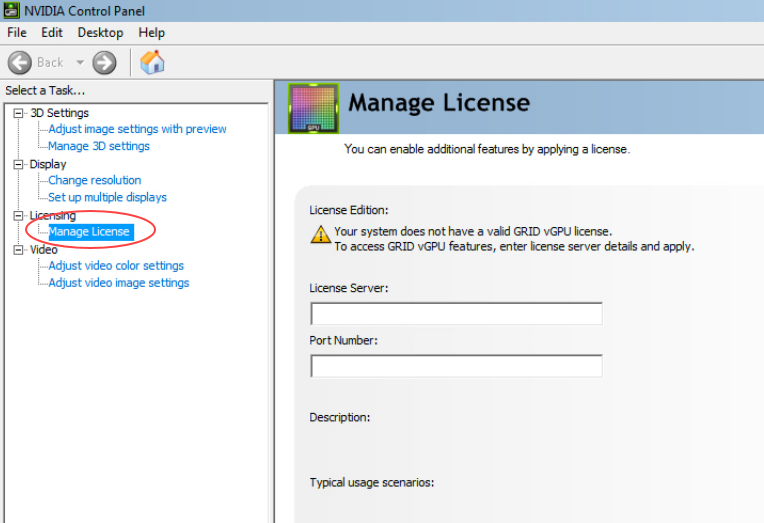 NVIDIA Control Panel
File Edit Desktop Help
Back
Select a Task...
3D Settings
Adjust image settings with preview
Manage 3D settings
Display
Change resolution
Set up multiple displays
Licensing
Manage License
Video
Adjust video color settings
Adjust video image settings
GPU
Manage License
You can enable additional features by applying a license.
License Edition:
Your system does not have a valid GRID vGPU license.
To access GRID vGPU features, enter license server details and apply.
License Server:
Port Number:
Description:
Typical usage scenarios: